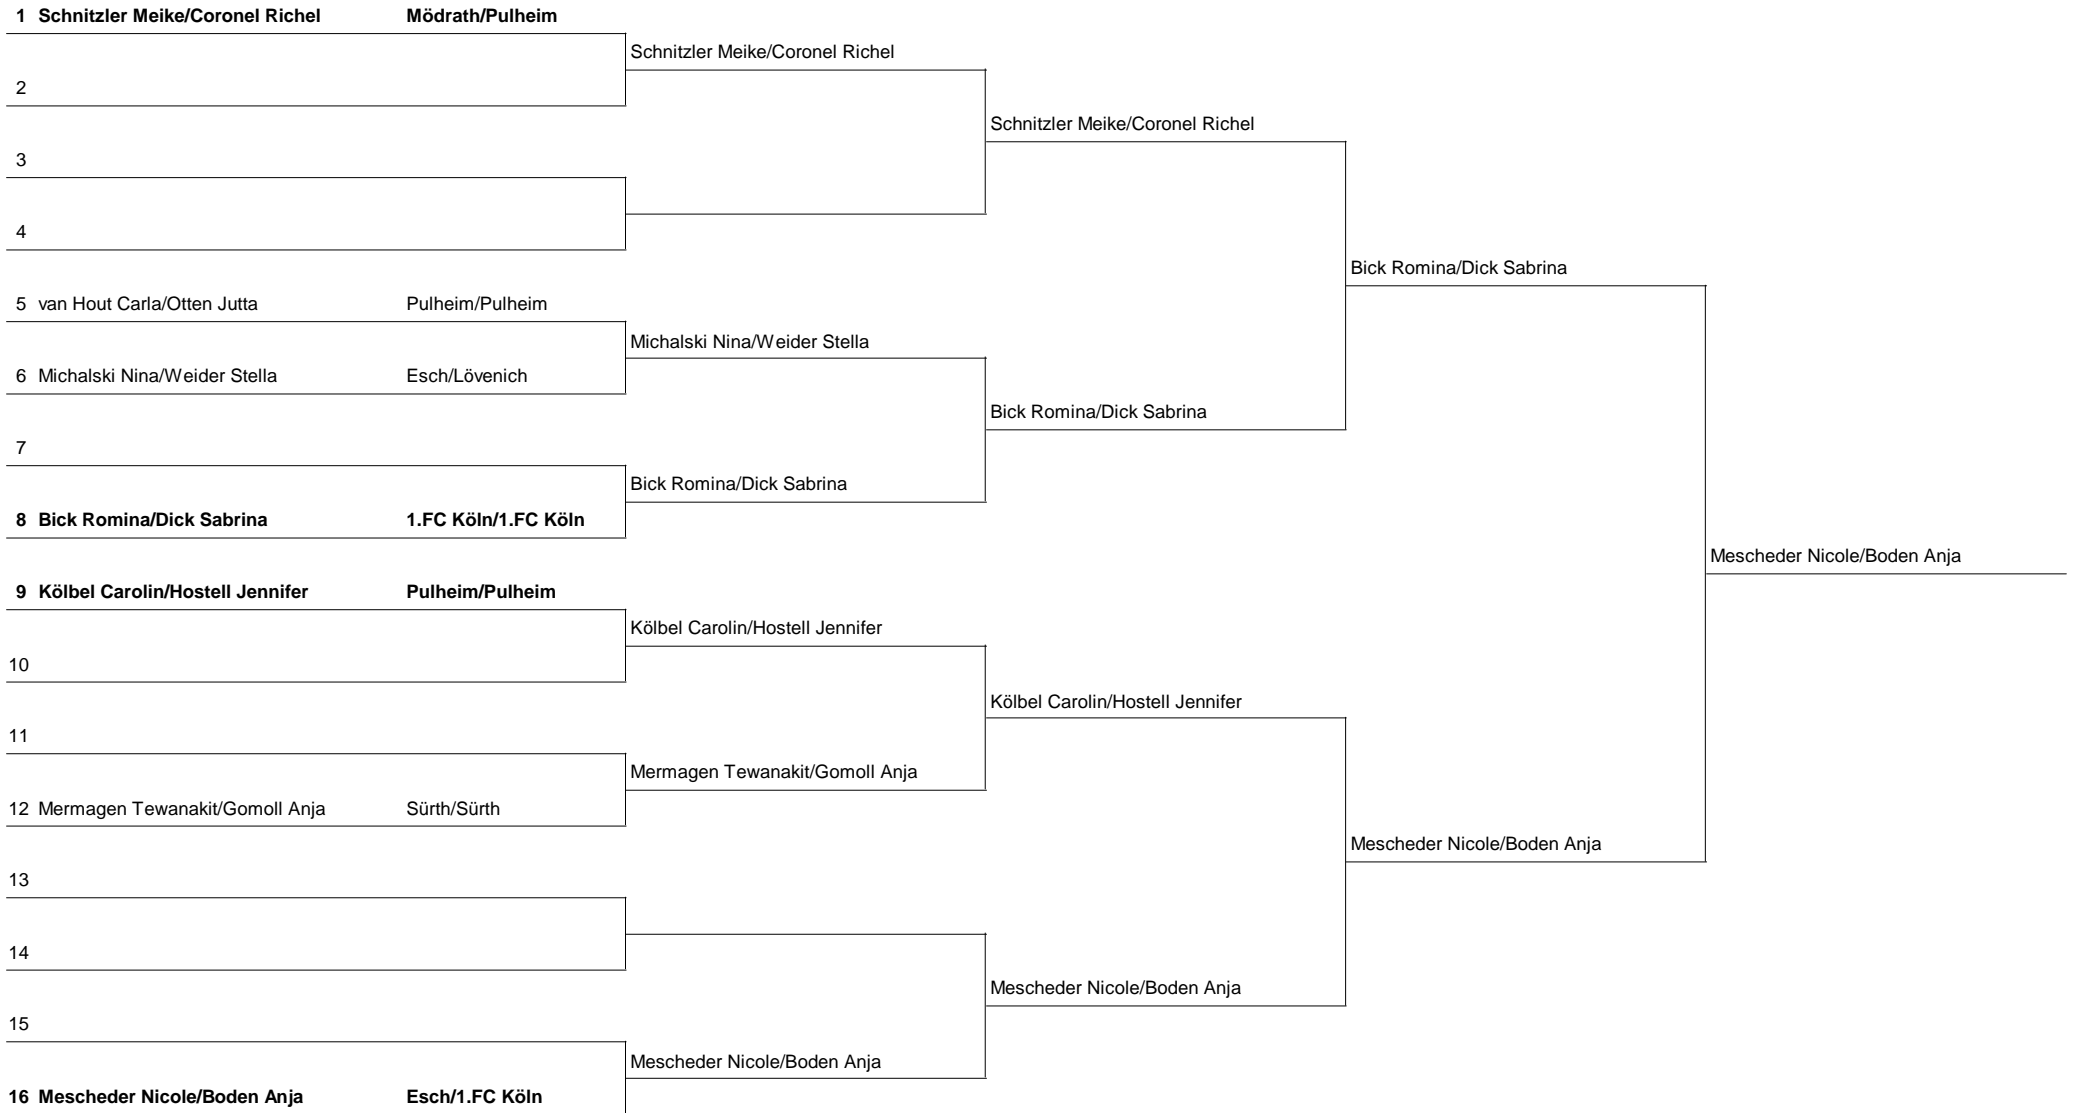 1 Schnitzler Meike/Coronel Richel Mödrath/Pulheim
Schnitzler Meike/Coronel Richel
2
Schnitzler Meike/Coronel Richel
3
4
Bick Romina/Dick Sabrina
5 van Hout Carla/Otten Jutta Pulheim/Pulheim
Michalski Nina/Weider Stella
6 Michalski Nina/Weider Stella Esch/Lövenich
Bick Romina/Dick Sabrina
7
Bick Romina/Dick Sabrina
8 Bick Romina/Dick Sabrina 1.FC Köln/1.FC Köln
Mescheder Nicole/Boden Anja
9 Kölbel Carolin/Hostell Jennifer Pulheim/Pulheim
Kölbel Carolin/Hostell Jennifer
10
Kölbel Carolin/Hostell Jennifer
11
Mermagen Tewanakit/Gomoll Anja
12 Mermagen Tewanakit/Gomoll Anja Sürth/Sürth
Mescheder Nicole/Boden Anja
13
14
Mescheder Nicole/Boden Anja
15
Mescheder Nicole/Boden Anja
16 Mescheder Nicole/Boden Anja Esch/1.FC Köln